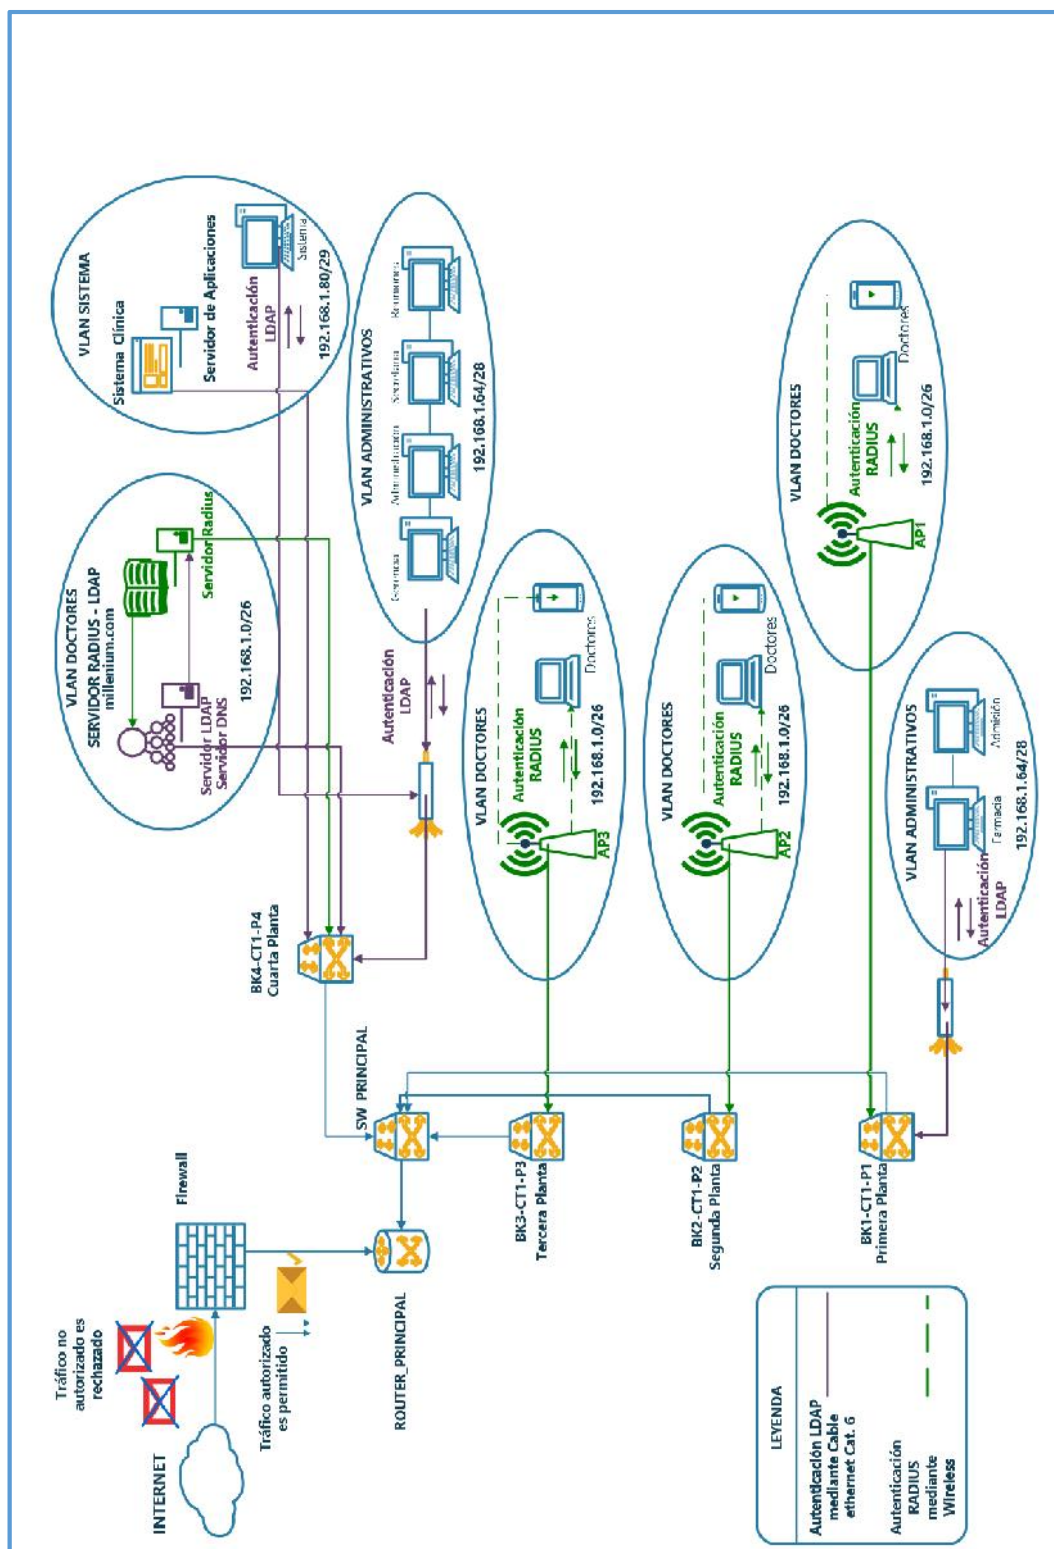 INTERNET
Tráfico no
autorizado es
rechazado
Firewall
Tráfico autorizado
es permitido
ROUTER_PRINCIPAL
SW_PRINCIPAL
BK4-CT1-P4
Cuarta Planta
BK3-CT1-P3
Tercera Planta
BK2-CT1-P2
Segunda Planta
BK1-CT1-P1
Primera Planta
VLAN DOCTORES
SERVIDOR RADIUS - LDAP
millenium.com
Servidor LDAP
Servidor DNS
Servidor Radius
192.168.1.0/26
VLAN SISTEMA
Sistema Clínica
Servidor de Aplicaciones
Autenticación
LDAP
Sistema
192.168.1.80/29
VLAN ADMINISTRATIVOS
Gerencia
Administración
Secretaria
Reuniones
192.168.1.64/28
Autenticación
LDAP
VLAN DOCTORES
Autenticación
RADIUS
AP3
Doctores
192.168.1.0/26
VLAN DOCTORES
Autenticación
RADIUS
AP2
Doctores
192.168.1.0/26
VLAN DOCTORES
Autenticación
RADIUS
AP1
Doctores
192.168.1.0/26
VLAN ADMINISTRATIVOS
Farmacia
Admisión
192.168.1.64/28
Autenticación
LDAP
LEYENDA
Autenticación LDAP
mediante Cable
ethernet Cat. 6
Autenticación
RADIUS
mediante
Wireless